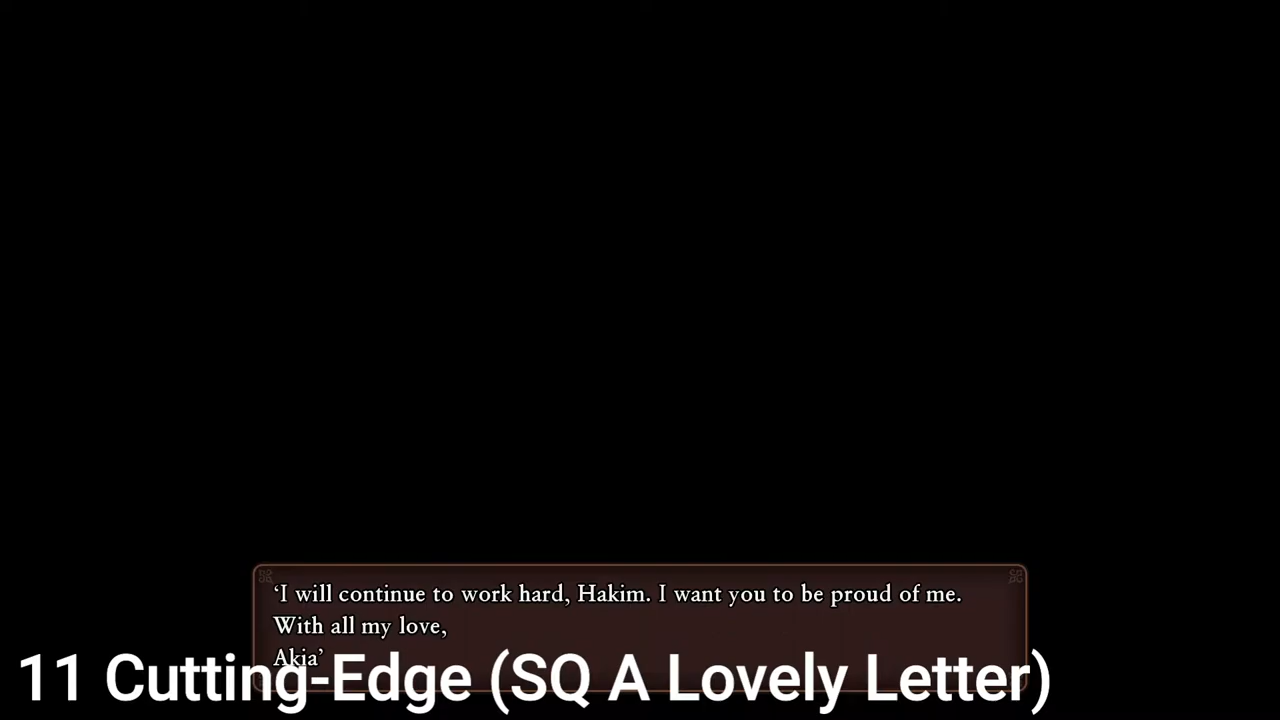 ‘I will continue to work hard, Hakim. I want you to be proud of me.
With all my love,
Akia’
11 Cutting-Edge (SQ A Lovely Letter)